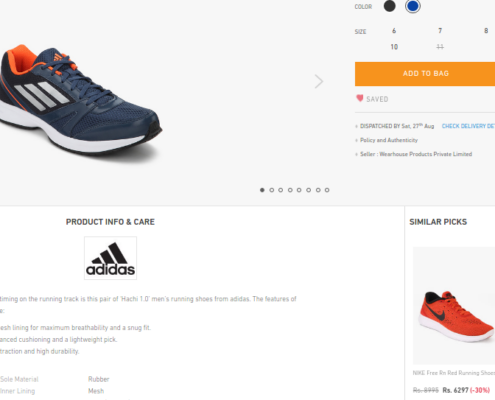 COLOR
SIZE 6 7 8
10 11
ADD TO BAG
SAVED
DISPATCHED BY Sat, 27th Aug CHECK DELIVERY DE
Policy and Authenticity
Seller : Wearhouse Products Private Limited
PRODUCT INFO & CARE
SIMILAR PICKS
adidas
timing on the running track is this pair of 'Hachi 1.0' men's running shoes from adidas. The features of
e:
esh lining for maximum breathability and a snug fit.
anced cushioning and a lightweight pick.
traction and high durability.
NIKE Free Rn Red Running Shoes
Sole Material Rubber
Inner Lining Mesh
Rs. 8995 Rs. 6297 (-30%)